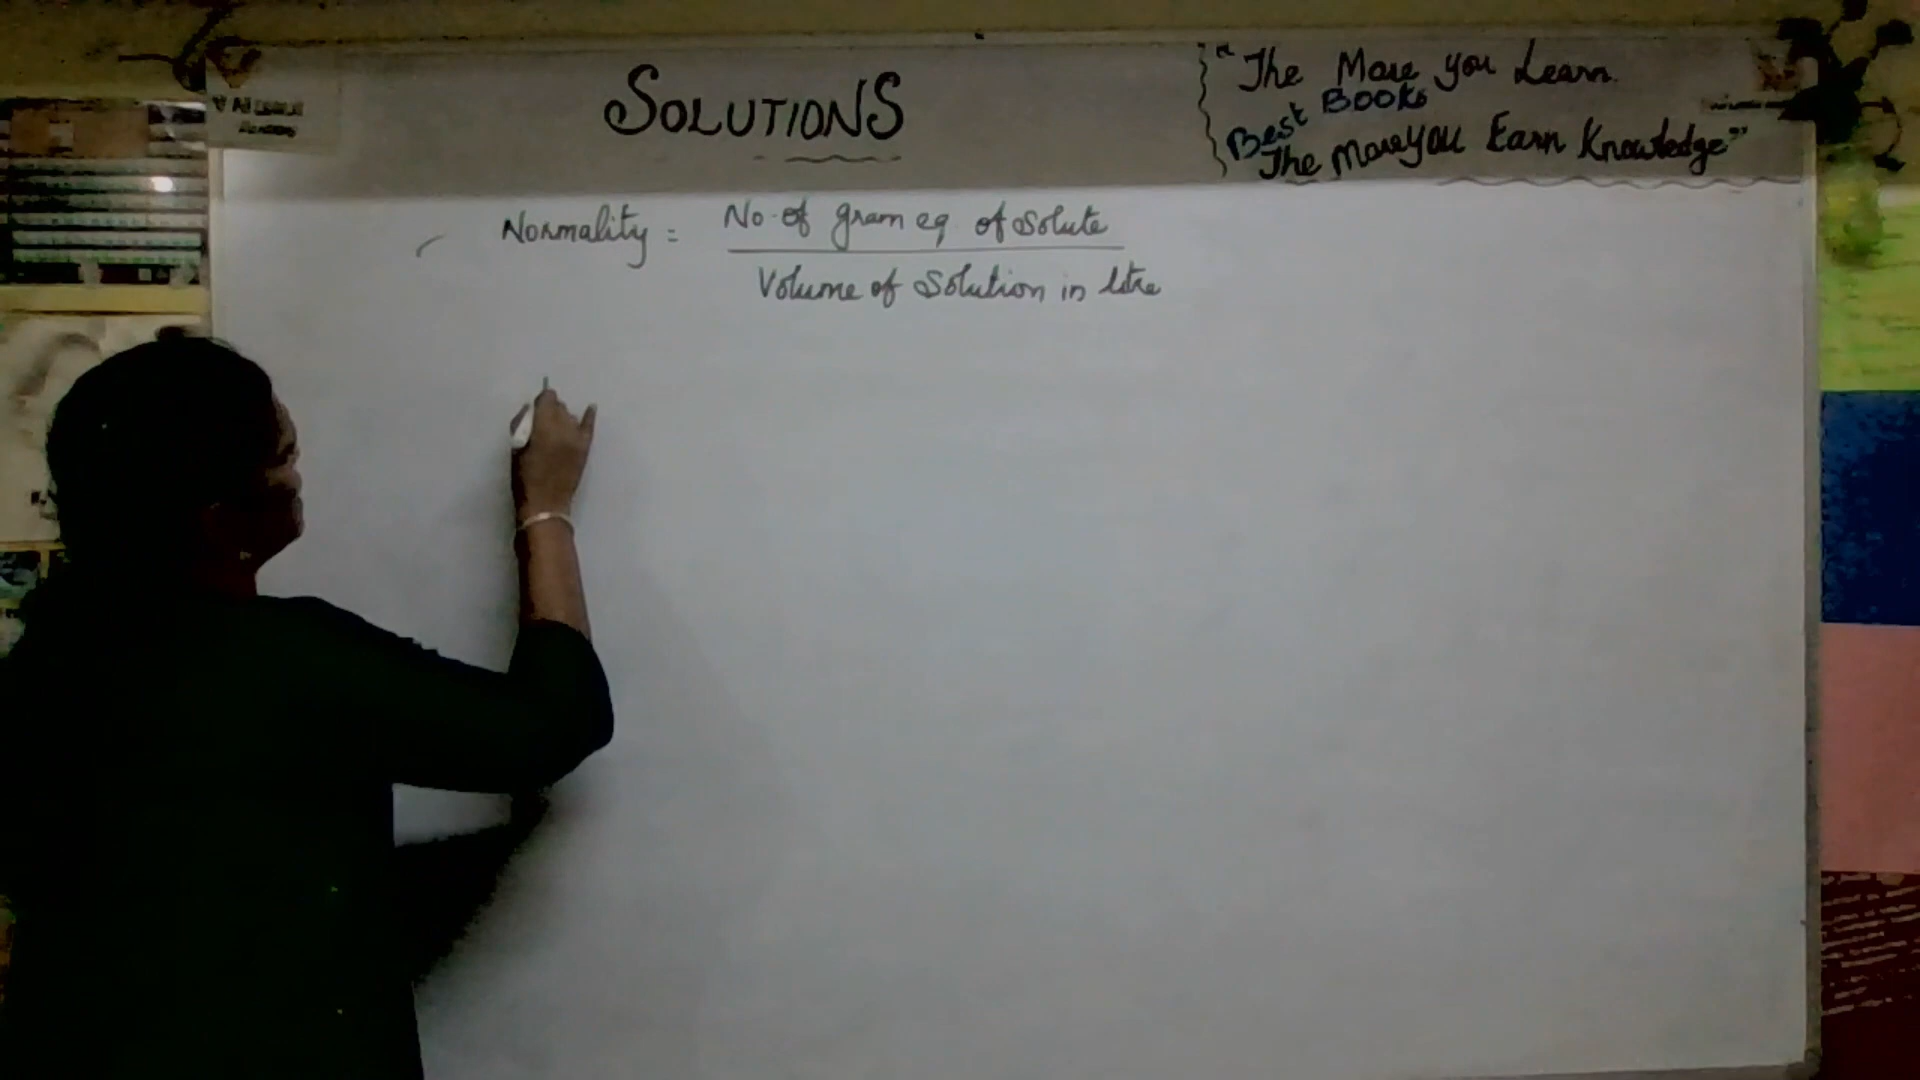 SOLUTIONS
"The More you Learn
Best Books
The More you Earn Knowledge"
Normality = No. of gram eq. of Solute
Volume of Solution in litre